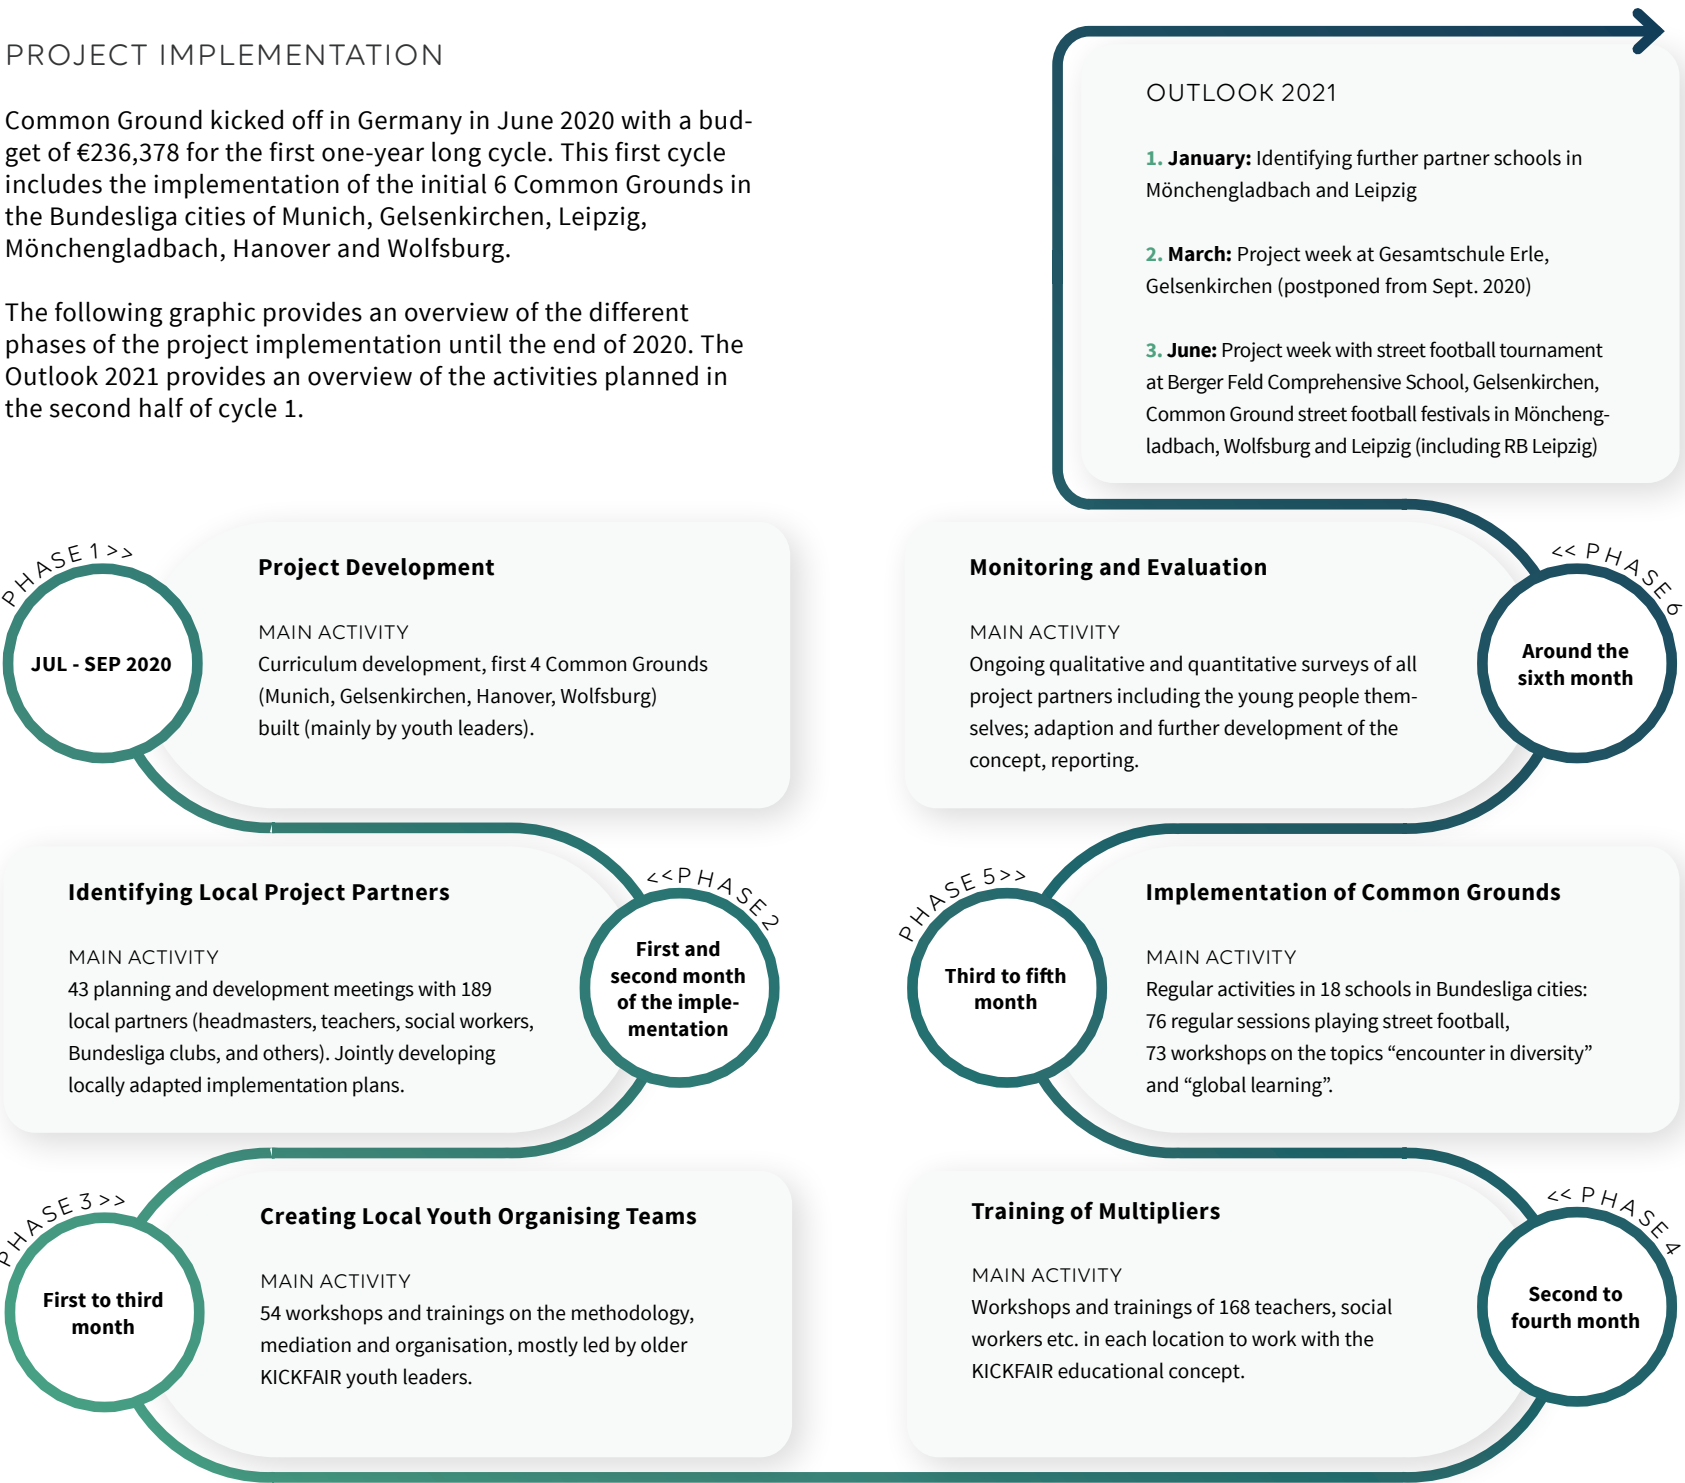 PROJECT IMPLEMENTATION
Common Ground kicked off in Germany in June 2020 with a bud-
get of €236,378 for the first one-year long cycle. This first cycle
includes the implementation of the initial 6 Common Grounds in
the Bundesliga cities of Munich, Gelsenkirchen, Leipzig,
Mönchengladbach, Hanover and Wolfsburg.
The following graphic provides an overview of the different
phases of the project implementation until the end of 2020. The
Outlook 2021 provides an overview of the activities planned in
the second half of cycle 1.
PHASE 1 >>
JUL - SEP 2020
Project Development
MAIN ACTIVITY
Curriculum development, first 4 Common Grounds
(Munich, Gelsenkirchen, Hanover, Wolfsburg)
built (mainly by youth leaders).
<<PHASE 2
First and
second month
of the imple-
mentation
Identifying Local Project Partners
MAIN ACTIVITY
43 planning and development meetings with 189
local partners (headmasters, teachers, social workers,
Bundesliga clubs, and others). Jointly developing
locally adapted implementation plans.
PHASE 3 >>
First to third
month
Creating Local Youth Organising Teams
MAIN ACTIVITY
54 workshops and trainings on the methodology,
mediation and organisation, mostly led by older
KICKFAIR youth leaders.
<< PHASE 4
Second to
fourth month
Training of Multipliers
MAIN ACTIVITY
Workshops and trainings of 168 teachers, social
workers etc. in each location to work with the
KICKFAIR educational concept.
PHASE 5>>
Third to fifth
month
Implementation of Common Grounds
MAIN ACTIVITY
Regular activities in 18 schools in Bundesliga cities:
76 regular sessions playing street football,
73 workshops on the topics “encounter in diversity”
and “global learning”.
<< PHASE 6
Around the
sixth month
Monitoring and Evaluation
MAIN ACTIVITY
Ongoing qualitative and quantitative surveys of all
project partners including the young people them-
selves; adaption and further development of the
concept, reporting.
OUTLOOK 2021
1. January: Identifying further partner schools in
Mönchengladbach and Leipzig
2. March: Project week at Gesamtschule Erle,
Gelsenkirchen (postponed from Sept. 2020)
3. June: Project week with street football tournament
at Berger Feld Comprehensive School, Gelsenkirchen,
Common Ground street football festivals in Möncheng-
ladbach, Wolfsburg and Leipzig (including RB Leipzig)